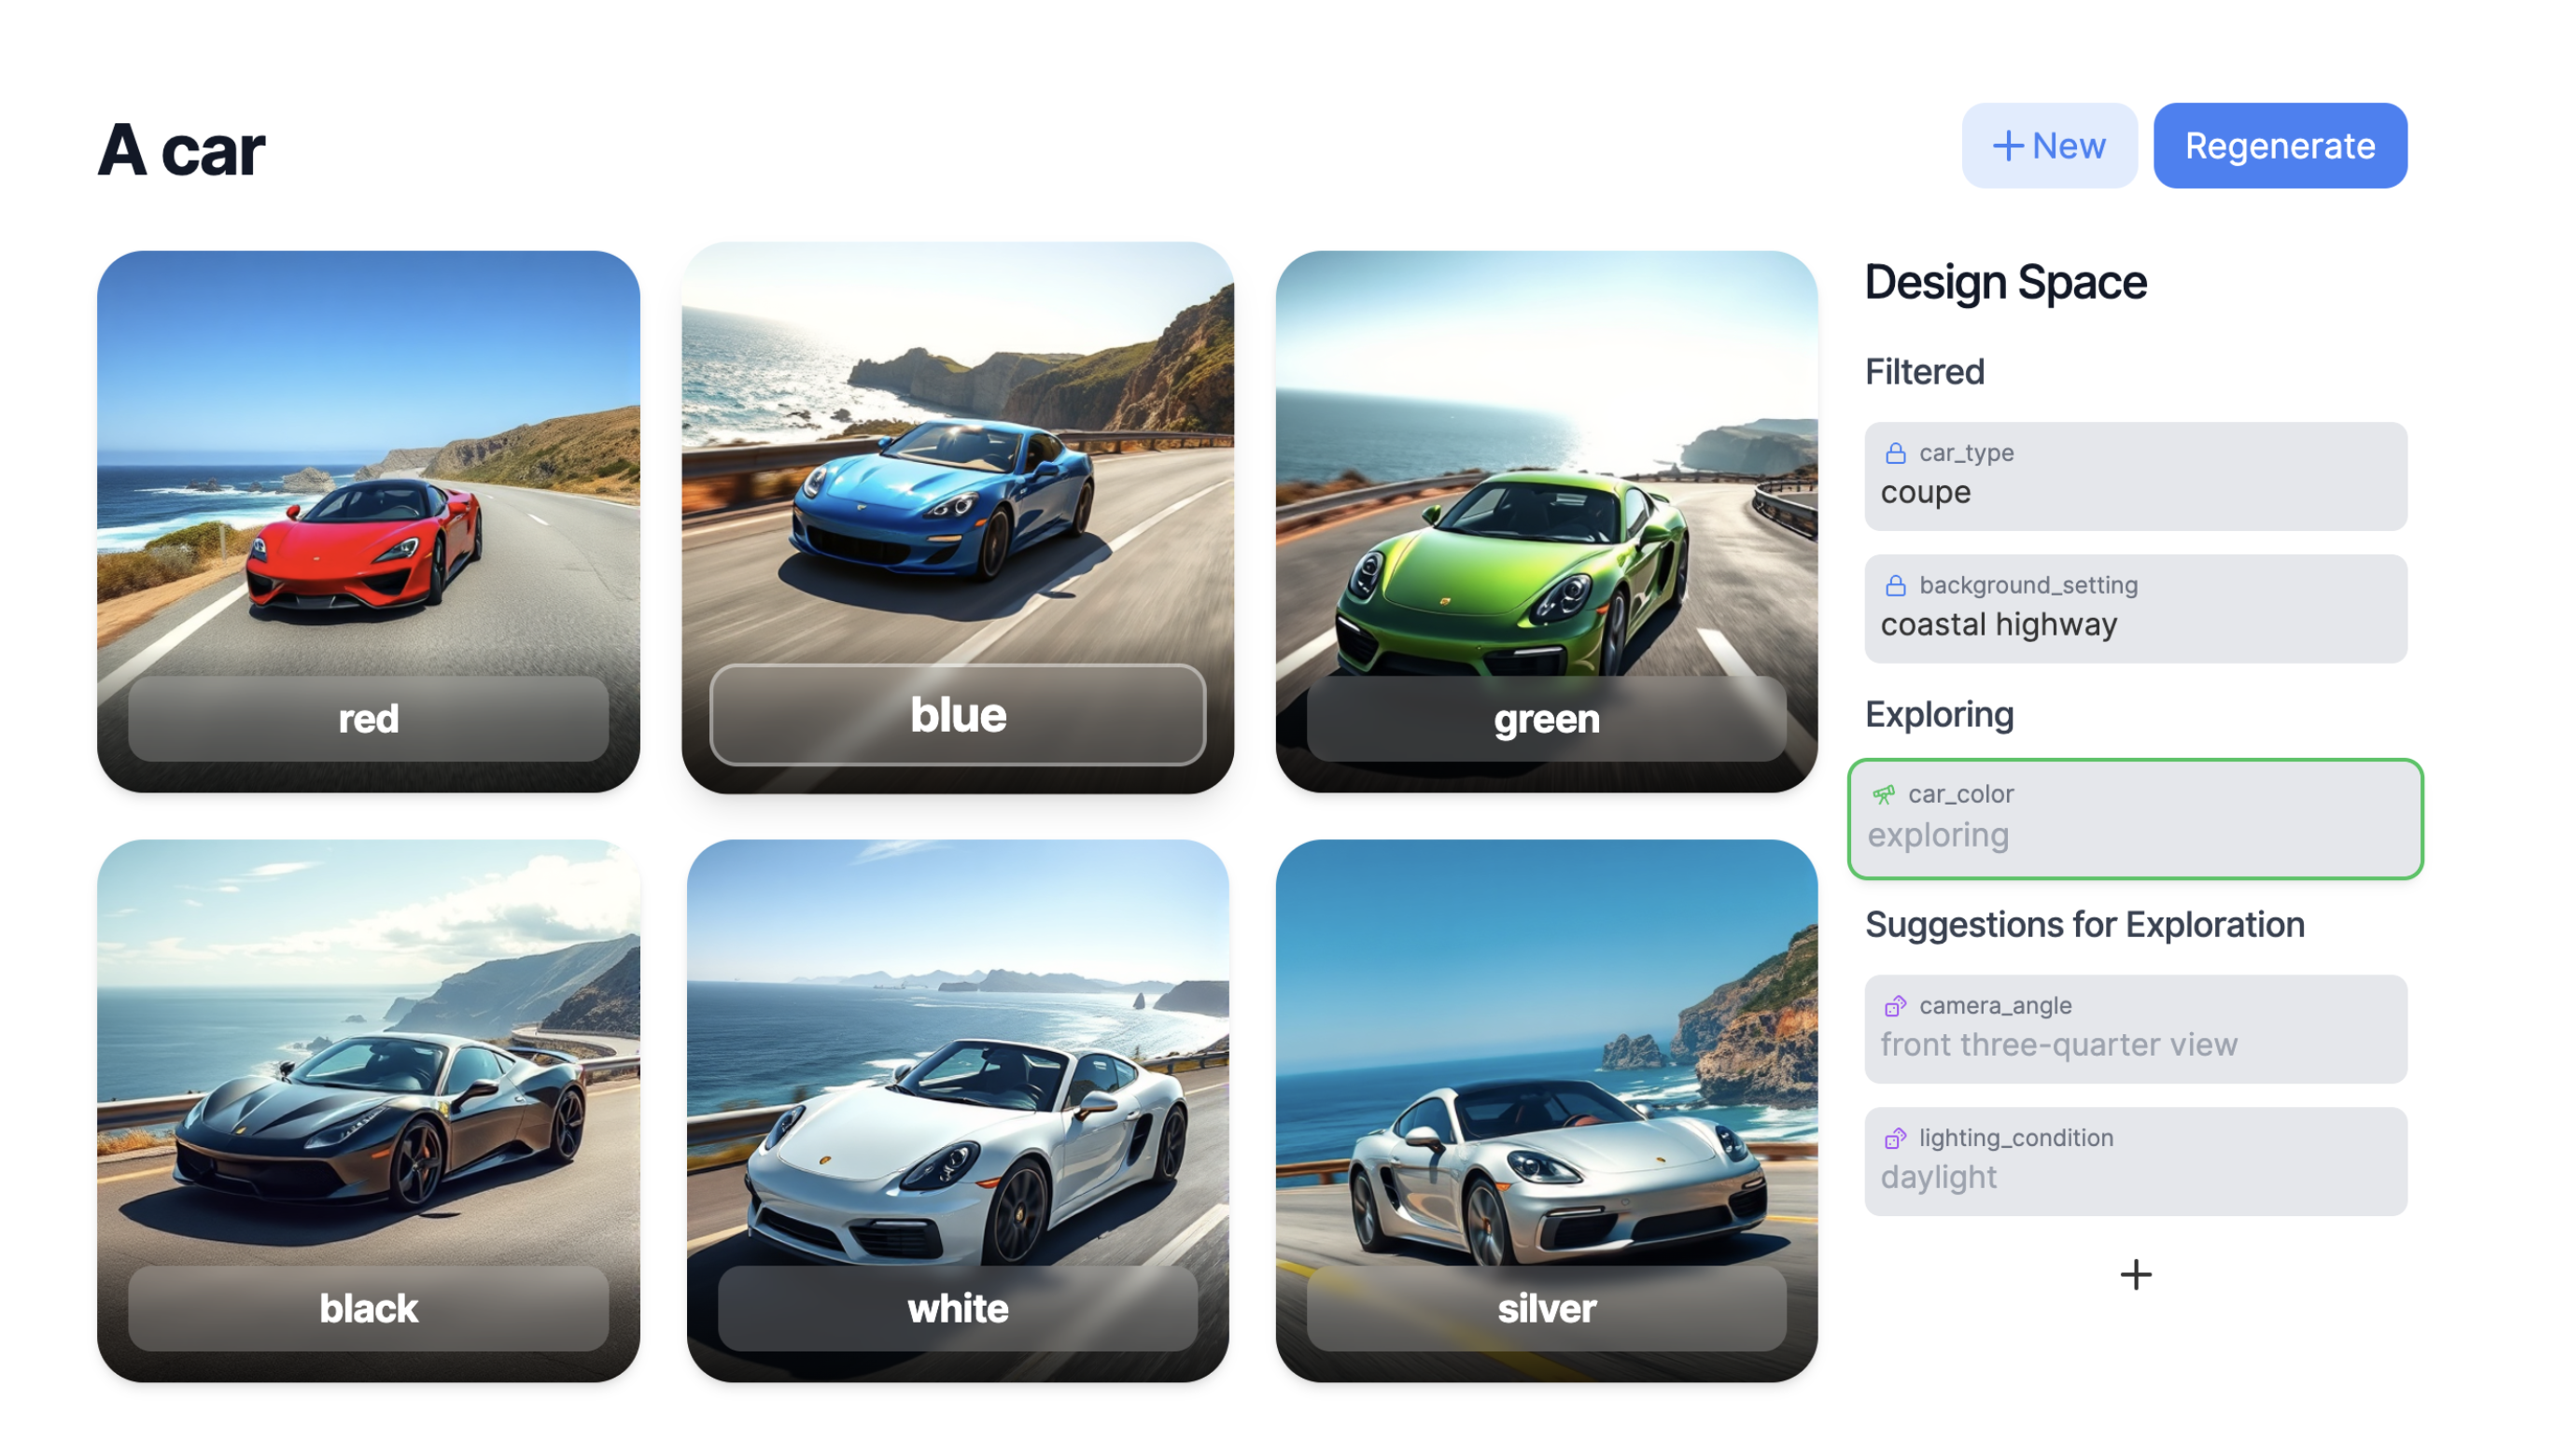 A car
+ New
Regenerate
red
blue
green
black
white
silver
Design Space
Filtered
car_type
coupe
background_setting
coastal highway
Exploring
car_color
exploring
Suggestions for Exploration
camera_angle
front three-quarter view
lighting_condition
daylight
+